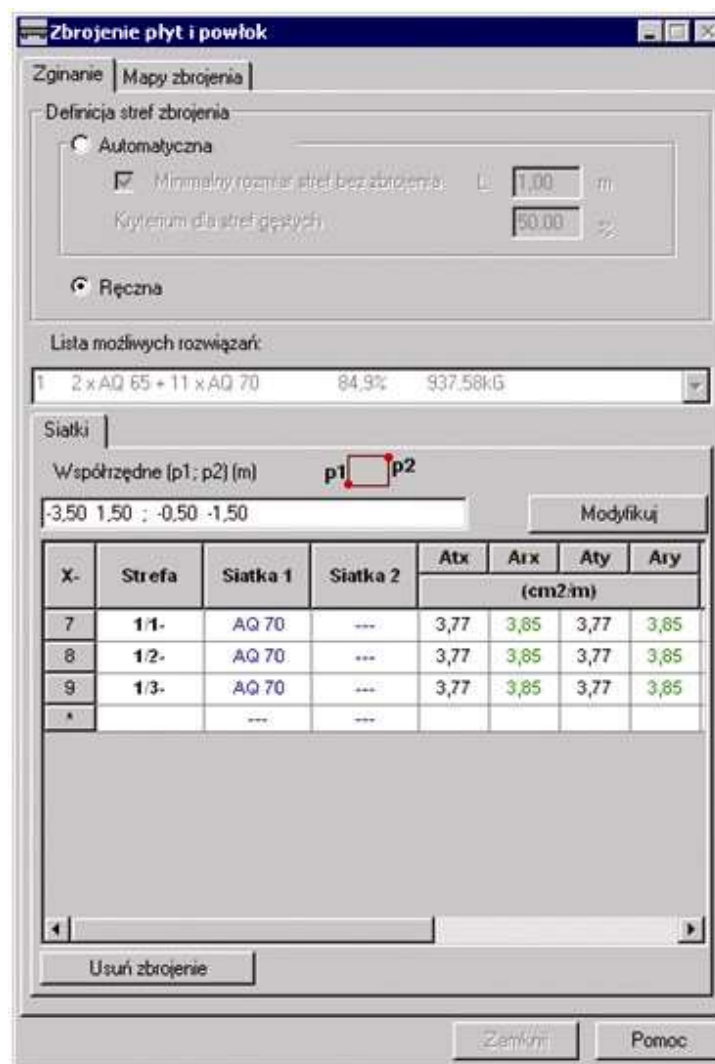 Zbrojenie płyt i powłok
Zginanie Mapy zbrojenia
Definicja stref zbrojenia
Automatyczna
Minimalny rozmiar stref bez zbrojenia L: 1,00 m
Kryterium dla stref gęstych 50.00 %
Ręczna
Lista możliwych rozwiązań:
1 2 x AQ 65 + 11 x AQ 70 84,9% 937.58kG
Siatki
Współrzędne (p1; p2) (m) p1 p2
-3,50 1,50 ; -0,50 -1,50 Modyfikuj
X- Strefa Siatka 1 Siatka 2 Atx Arx Aty Ary
(cm2/m)
7 1/1- AQ 70 --- 3,77 3,85 3,77 3,85
8 1/2- AQ 70 --- 3,77 3,85 3,77 3,85
9 1/3- AQ 70 --- 3,77 3,85 3,77 3,85
* --- ---
Usuń zbrojenie
Zamknij Pomoc